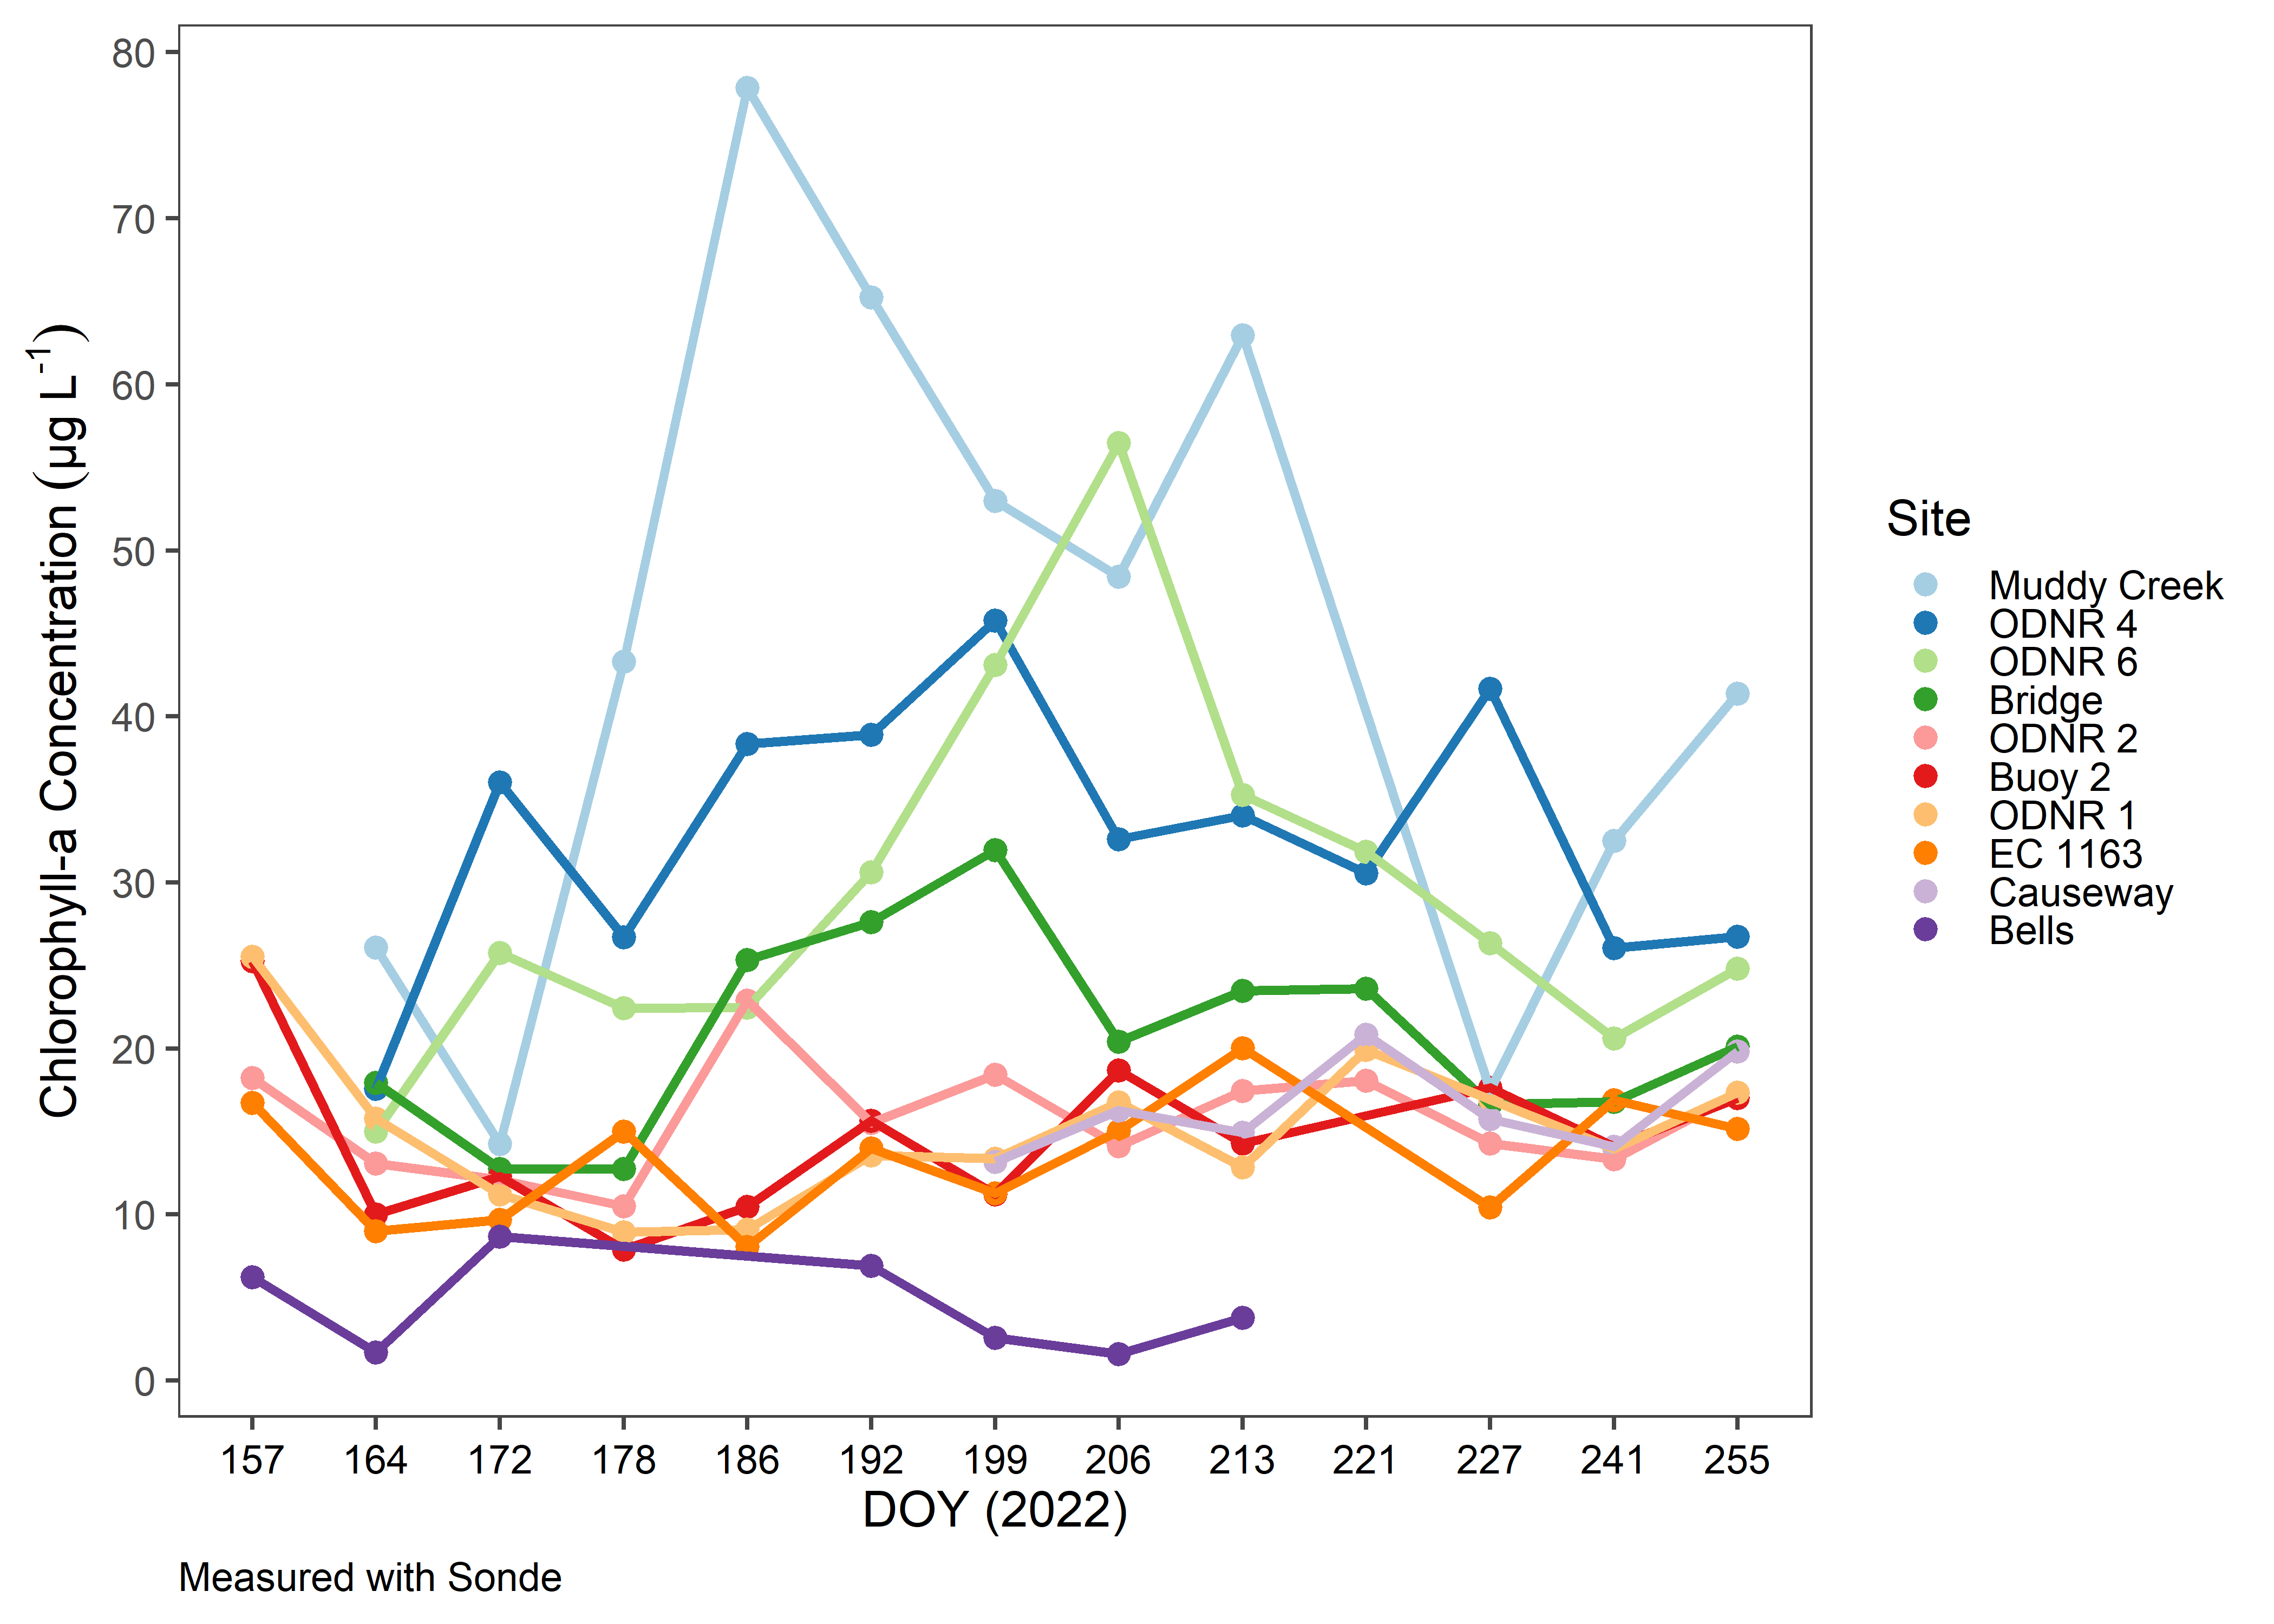 80
70
60
50
40
30
20
10
0
Chlorophyll-a Concentration (µg L-1)
157 164 172 178 186 192 199 206 213 221 227 241 255
DOY (2022)
Measured with Sonde
Site
Muddy Creek
ODNR 4
ODNR 6
Bridge
ODNR 2
Buoy 2
ODNR 1
EC 1163
Causeway
Bells